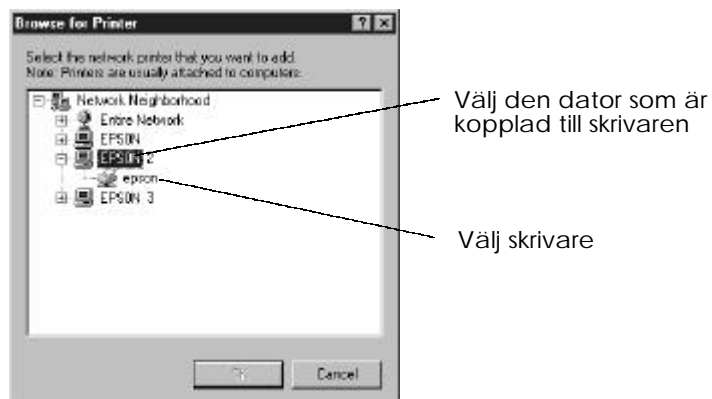 Browse for Printer
Select the network printer that you want to add.
Note: Printers are usually attached to computers.
Network Neighborhood
Entire Network
EPSON
EPSON 2
epson
EPSON 3
Välj den dator som är
kopplad till skrivaren
Välj skrivare
OK
Cancel